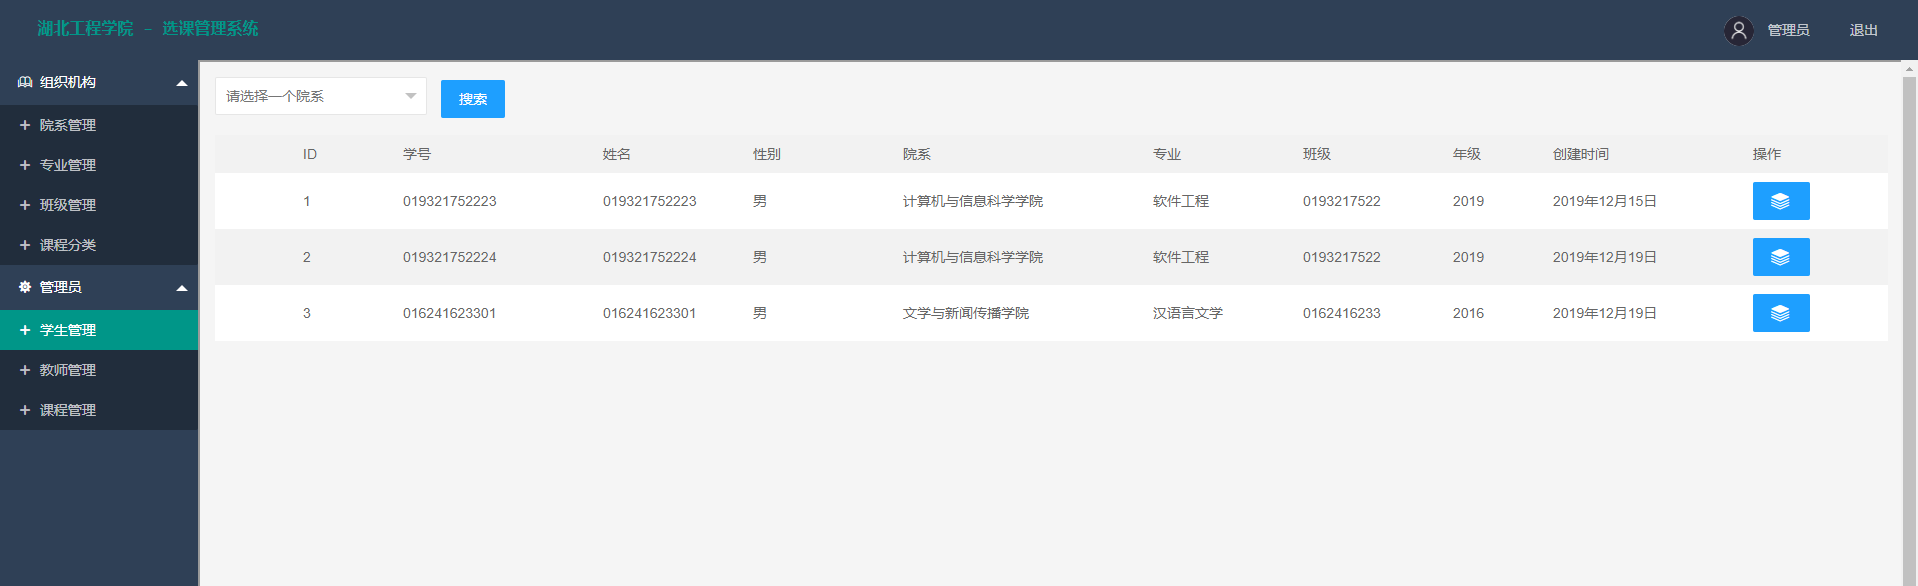 湖北工程学院 － 选课管理系统
管理员 退出
组织机构
院系管理
专业管理
班级管理
课程分类
管理员
学生管理
教师管理
课程管理
请选择一个院系 搜索
ID 学号 姓名 性别 院系 专业 班级 年级 创建时间 操作
1 019321752223 019321752223 男 计算机与信息科学学院 软件工程 0193217522 2019 2019年12月15日
2 019321752224 019321752224 男 计算机与信息科学学院 软件工程 0193217522 2019 2019年12月19日
3 016241623301 016241623301 男 文学与新闻传播学院 汉语言文学 0162416233 2016 2019年12月19日